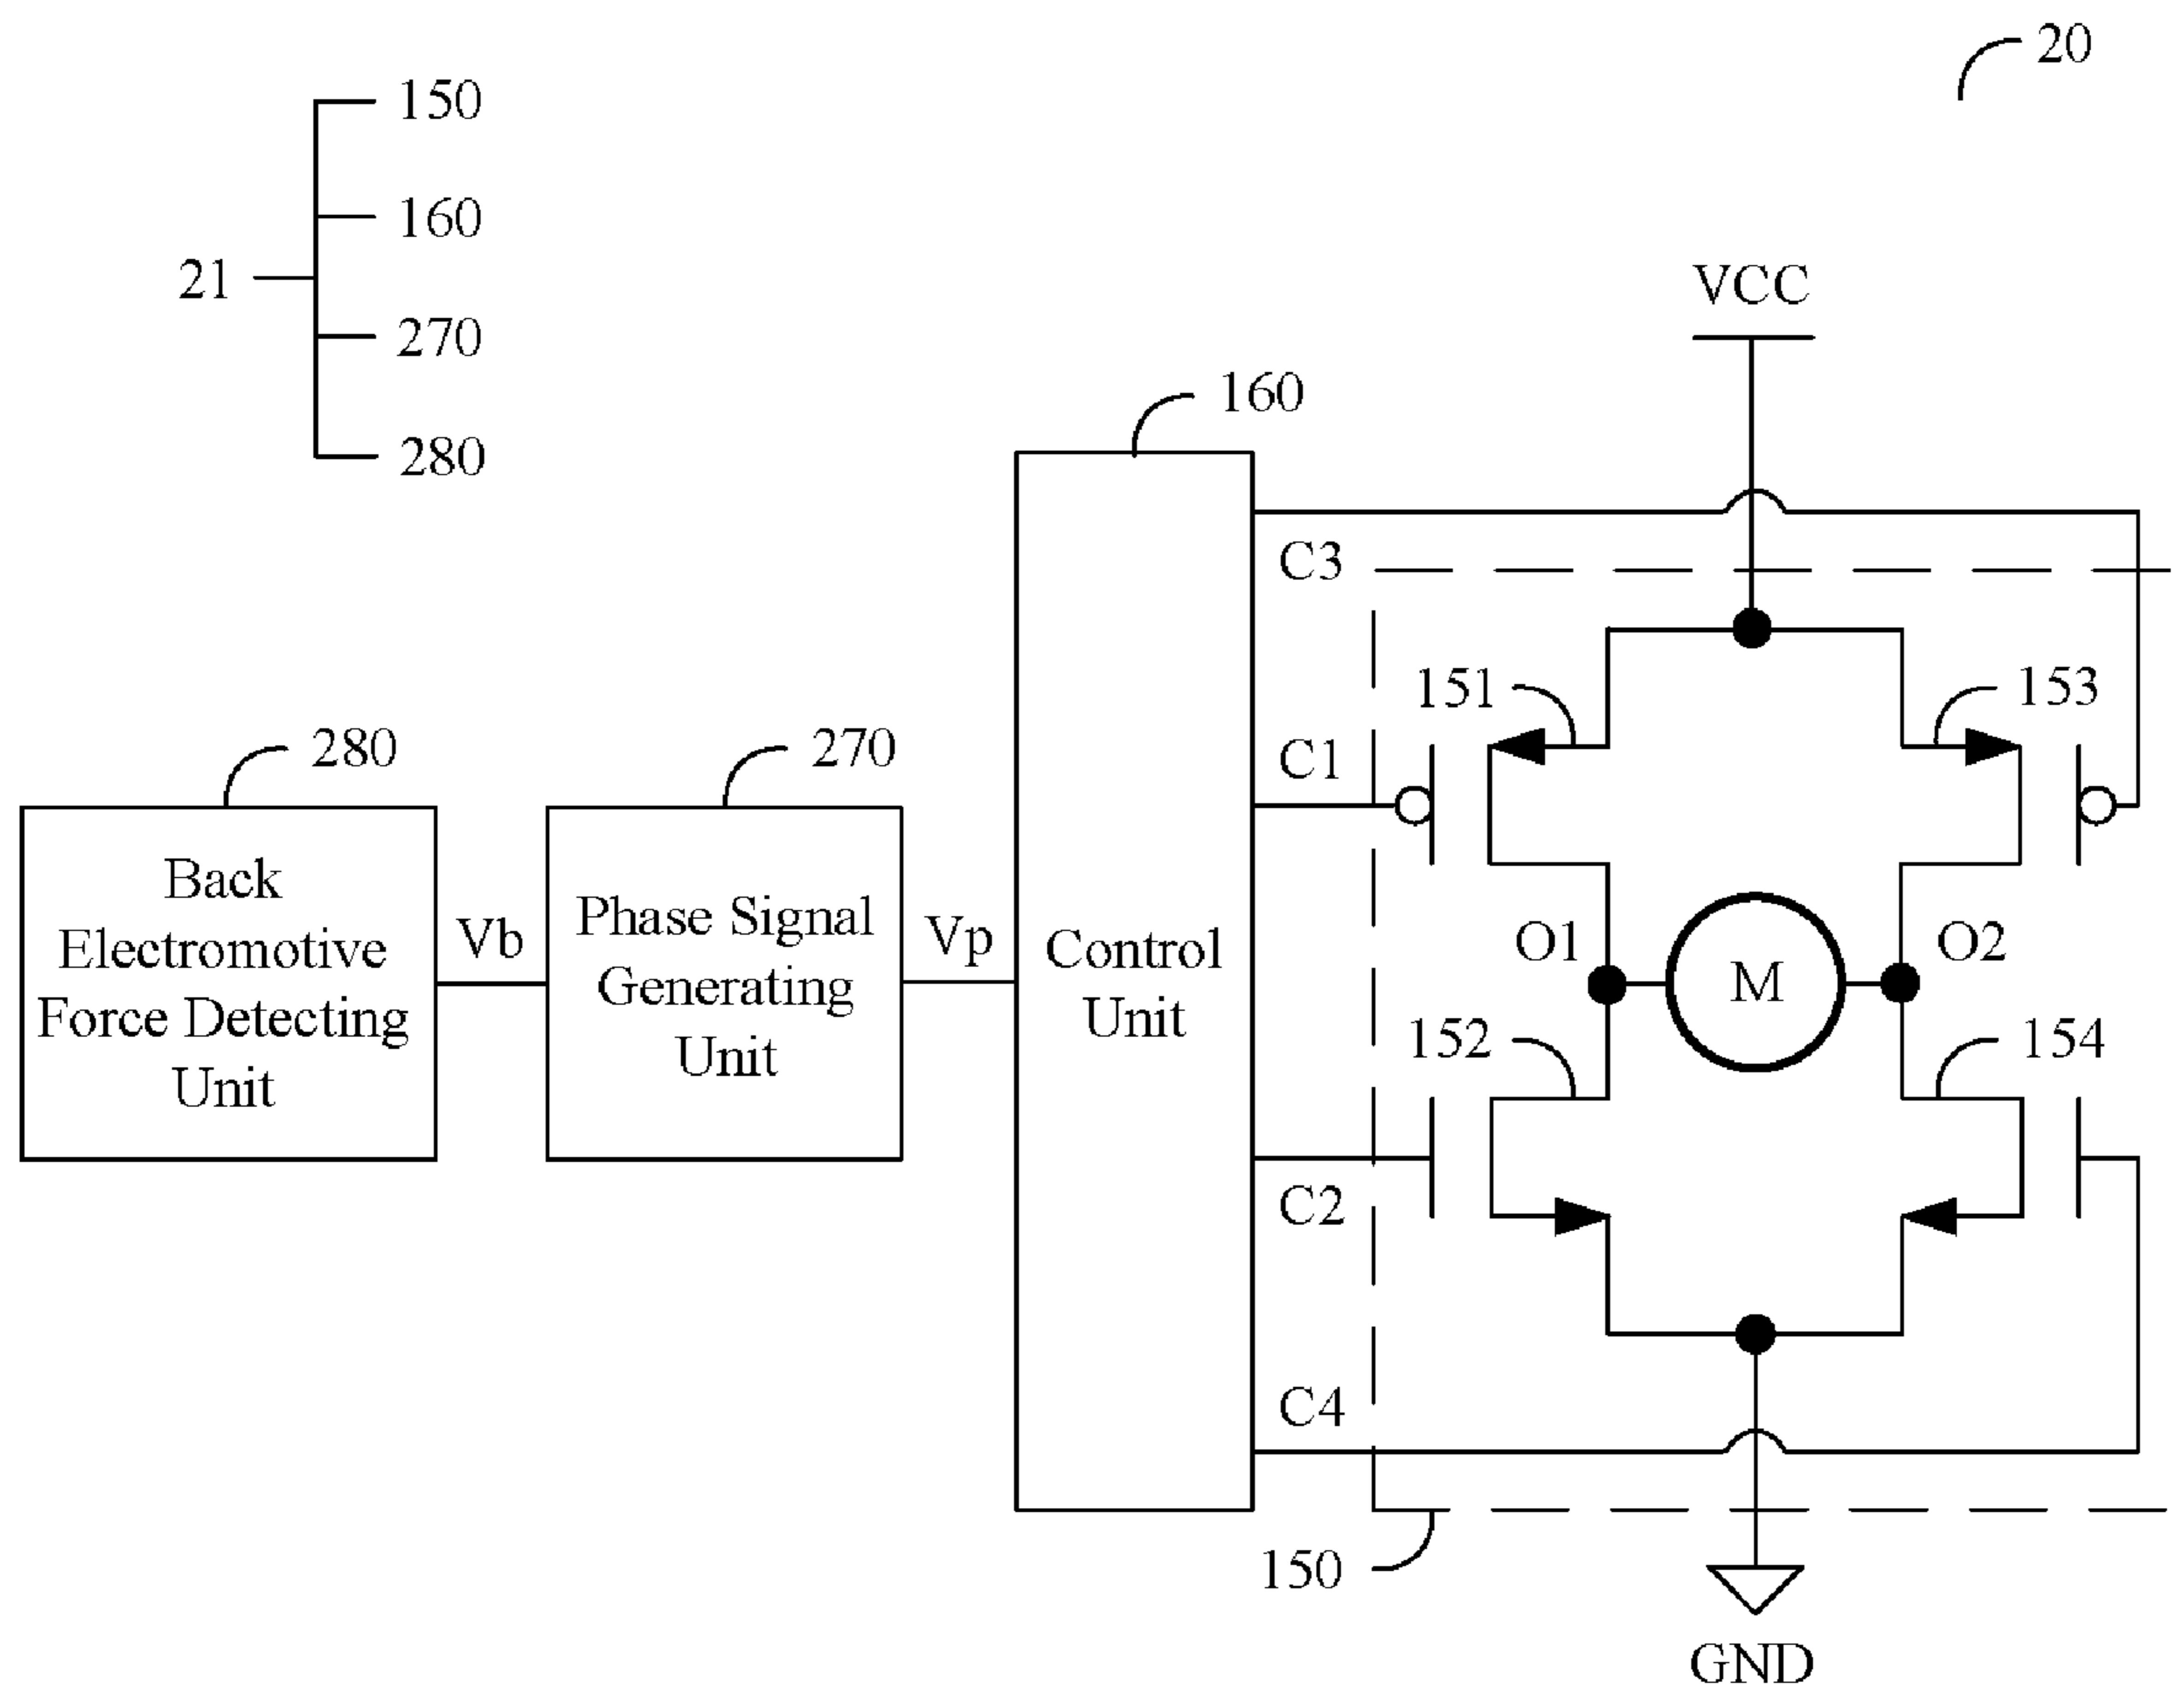 20
150
160
21
270
280
VCC
160
C3
151
153
280
270
C1
Back
Electromotive
Force Detecting
Unit
Vb
Phase Signal
Generating
Unit
Vp
Control
Unit
O1
M
O2
152
154
C2
C4
150
GND